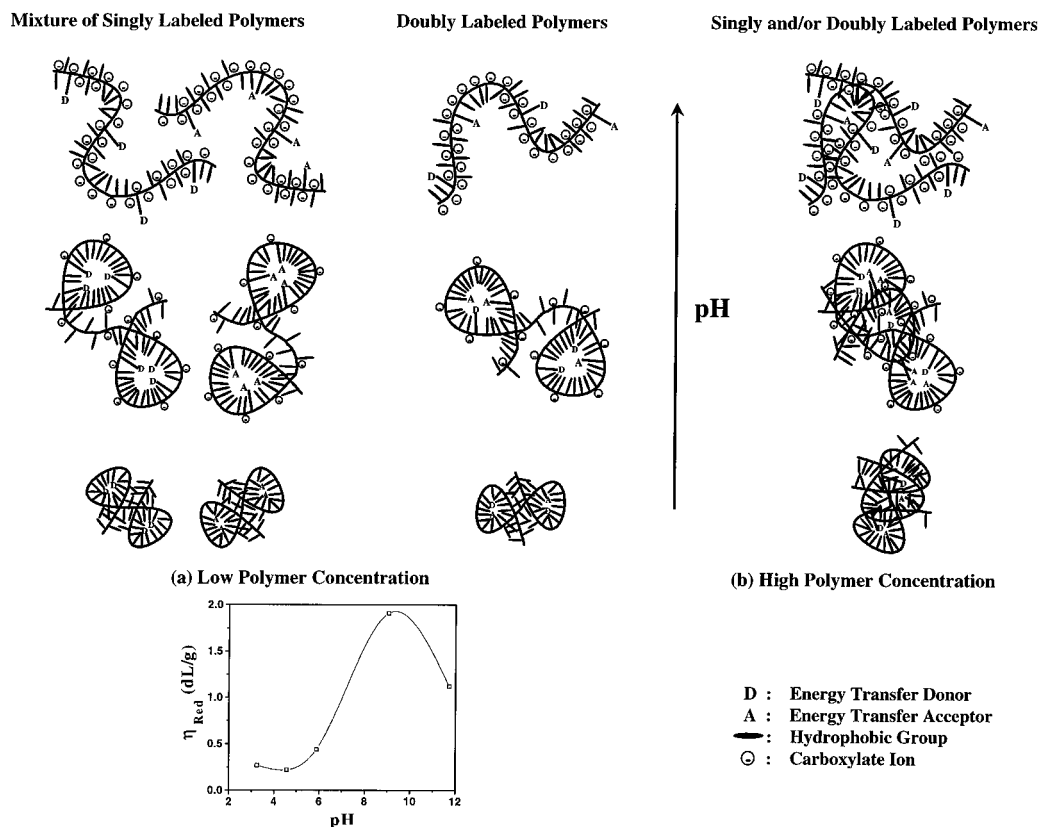 Mixture of Singly Labeled Polymers
Doubly Labeled Polymers
Singly and/or Doubly Labeled Polymers
D
D
D
D
A
A
A
A
D
A
D
A
D
D
A
D
A
D
D
A
D
pH
D
D
D
D
D
D
D
A
A
A
A
A
A
A
A
A
D
D
A
D
(a) Low Polymer Concentration
(b) High Polymer Concentration
η Red (dL/g)
2.0
1.5
1.0
0.5
0.0
2 4 6 8 10 12
pH
D : Energy Transfer Donor
A : Energy Transfer Acceptor
: Hydrophobic Group
: Carboxylate Ion